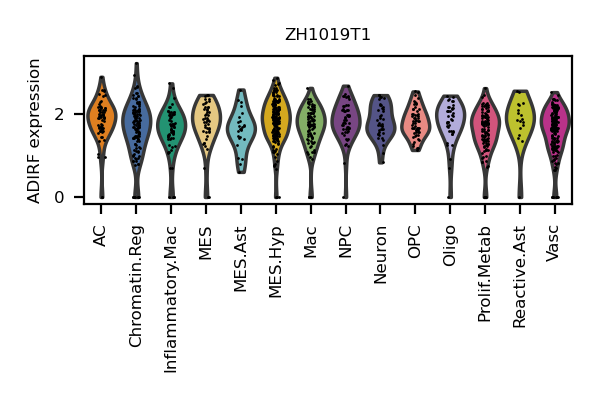 ZH1019T1
ADIRF expression
2
0
AC
Chromatin.Reg
Inflammatory.Mac
MES
MES.Ast
MES.Hyp
Mac
NPC
Neuron
OPC
Oligo
Prolif.Metab
Reactive.Ast
Vasc